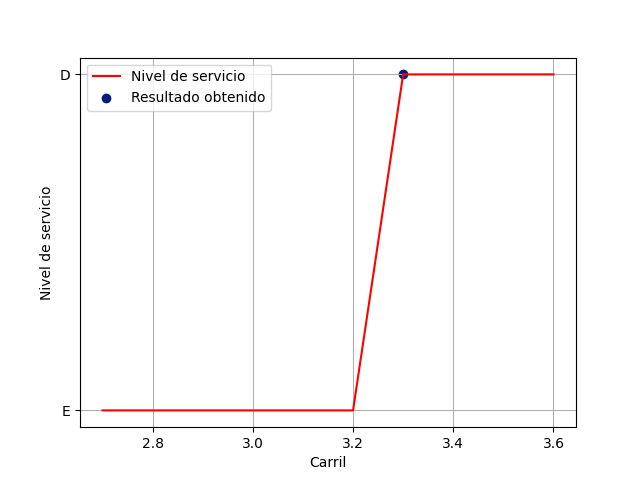 Nivel de servicio
Resultado obtenido
D
E
Nivel de servicio
2.8 3.0 3.2 3.4 3.6
Carril